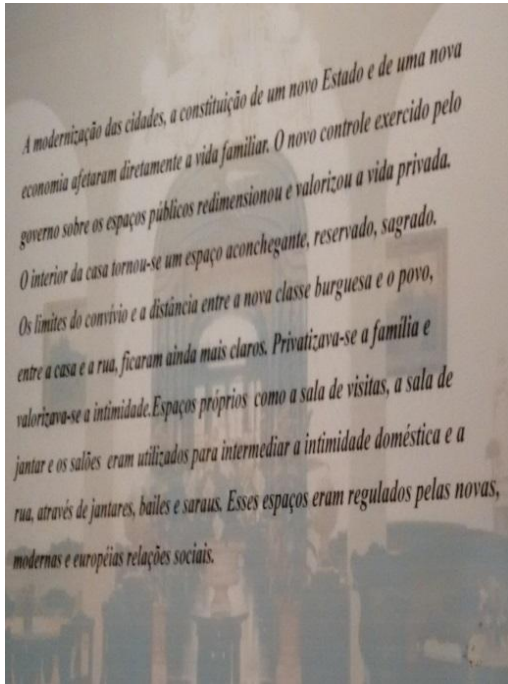 A modernização das cidades, a constituição de um novo Estado e de uma nova
economia afetaram diretamente a vida familiar. O novo controle exercido pelo
governo sobre os espaços públicos redimensionou e valorizou a vida privada.
O interior da casa tornou-se um espaço aconchegante, reservado, sagrado.
Os limites do convívio e a distância entre a nova classe burguesa e o povo,
entre a casa e a rua, ficaram ainda mais claros. Privatizava-se a família e
valorizava-se a intimidade.Espaços próprios como a sala de visitas, a sala de
jantar e os salões eram utilizados para intermediar a intimidade doméstica e a
rua, através de jantares, bailes e saraus. Esses espaços eram regulados pelas novas,
modernas e européias relações sociais.